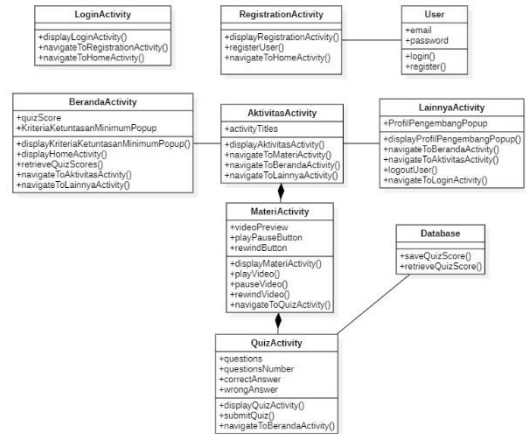 LoginActivity
+displayLoginActivity()
+navigateToRegistrationActivity()
+navigateToHomeActivity()
RegistrationActivity
+displayRegistrationActivity()
+registerUser()
+navigateToHomeActivity()
User
+email
+password
+login()
+register()
BerandaActivity
+quizScore
+KriteriaKetuntasanMinimumPopup
+displayKriteriaKetuntasanMinimumPopup()
+displayHomeActivity()
+retrieveQuizScores()
+navigateToAktivitasActivity()
+navigateToLainnyaActivity()
AktivitasActivity
+activityTitles
+displayAktivitasActivity()
+navigateToMateriActivity()
+navigateToBerandaActivity()
+navigateToLainnyaActivity()
LainnyaActivity
+ProfilPengembangPopup
+displayProfilPengembangPopup()
+navigateToBerandaActivity()
+navigateToAktivitasActivity()
+logoutUser()
+navigateToLoginActivity()
MateriActivity
+videoPreview
+playPauseButton
+rewindButton
+displayMateriActivity()
+playVideo()
+pauseVideo()
+rewindVideo()
+navigateToQuizActivity()
Database
+saveQuizScore()
+retrieveQuizScore()
QuizActivity
+questions
+questionsNumber
+correctAnswer
+wrongAnswer
+displayQuizActivity()
+submitQuiz()
+navigateToBerandaActivity()